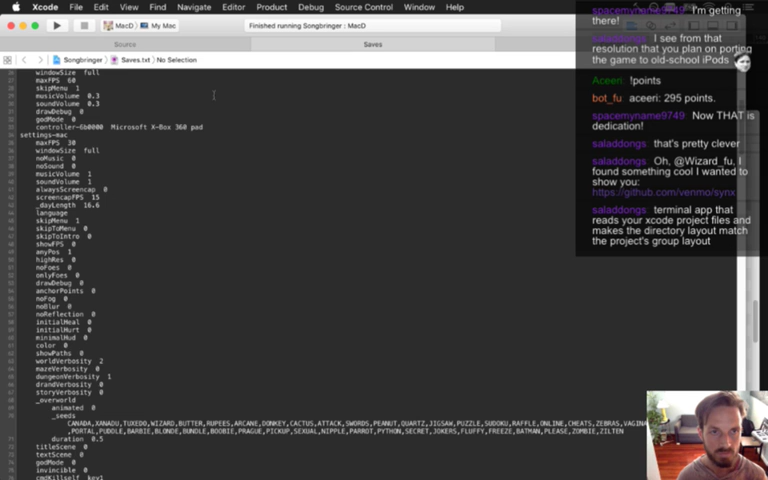 Xcode File Edit View Find Navigate Editor Product Debug Source Control Window Help
MacD My Mac
Finished running Songbringer : MacD
Source
Saves
Songbringer Saves.txt No Selection
windowSize full
maxFPS 60
skipMenu 1
musicVolume 0.3
soundVolume 0.3
drawDebug 0
godMode 0
controller-6b0000 Microsoft X-Box 360 pad
settings-mac
maxFPS 30
windowSize full
noMusic 0
noSound 0
musicVolume 1
soundVolume 1
alwaysScreencap 0
screencapFPS 15
_dayLength 16.6
language
skipMenu 1
skipToMenu 0
skipToIntro 0
showFPS 0
anyPos 1
highRes 0
noFoes 0
onlyFoes 0
drawDebug 0
anchorPoints 0
noFog 0
noBlur 0
noReflection 0
initialHeal 0
initialHurt 0
minimalHud 0
color 0
showPaths 0
worldVerbosity 2
mazeVerbosity 0
dungeonVerbosity 1
drandVerbosity 0
storyVerbosity 0
_overworld
animated 0
_seeds
CANADA,XANADU,TUXEDO,WIZARD,BUTTER,RUPEES,ARCANE,DONKEY,CACTUS,ATTACK,SWORDS,PEANUT,QUARTZ,JIGSAW,PUZZLE,SUDOKU,RAFFLE,ONLINE,CHEATS,ZEBRAS,VAGINA
,PORTAL,PUDDLE,BARBIE,BLONDE,BUNDLE,BOOBIE,PRAGUE,PICKUP,SEXUAL,NIPPLE,PARROT,PYTHON,SECRET,JOKERS,FLUFFY,FREEZE,BATMAN,PLEASE,ZOMBIE,ZILTEN
duration 0.5
titleScene 0
textScene 0
godMode 0
invincible 0
cmdKillself key1
spacemyname9749 I'm getting
there!
saladdongs I see from that
resolution that you plan on porting
the game to old-school iPods
Aceeri !points
bot_fu aceeri: 295 points.
spacemyname9749 Now THAT is
dedication!
saladdongs that's pretty clever
saladdongs Oh, @Wizard_fu, I
found something cool I wanted to
show you:
https://github.com/venmo/synx
saladdongs terminal app that
reads your xcode project files and
makes the directory layout match
the project's group layout